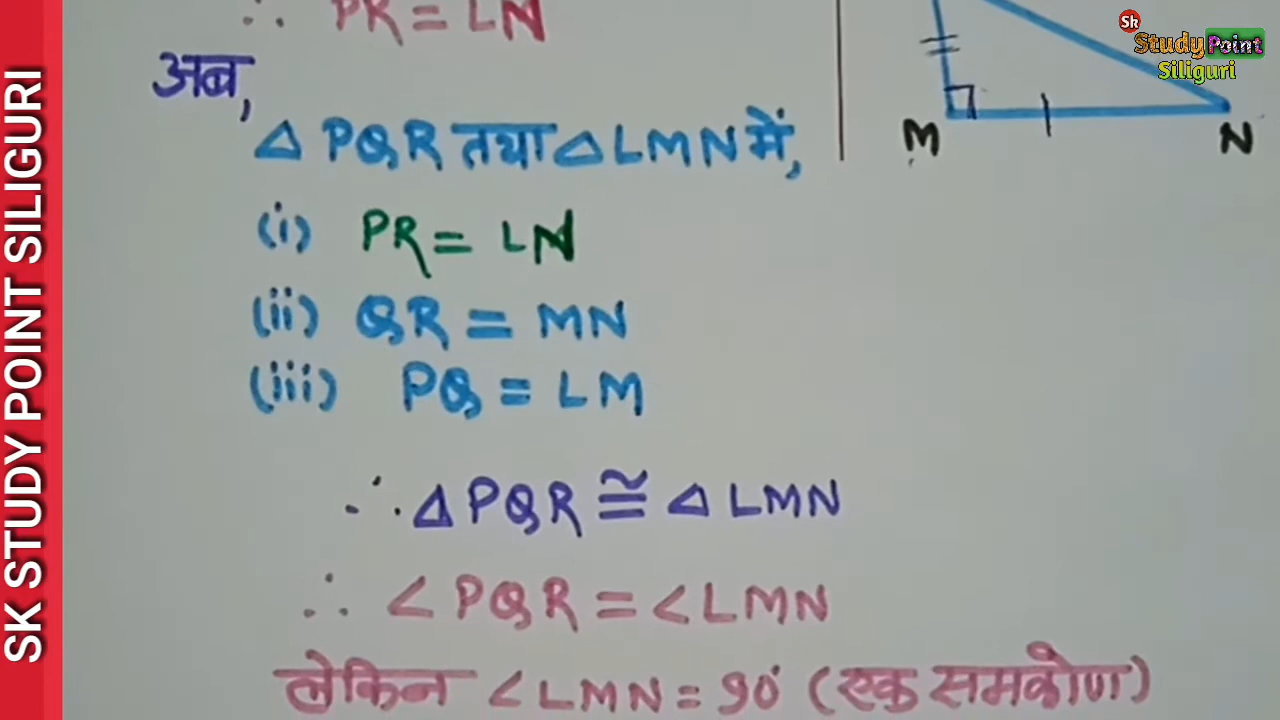 SK STUDY POINT SILIGURI
Sk
Study Point
Siliguri
∴ PR = LN
अब,
M N
Δ PQR तथा Δ LMN में,
(i) PR = LN
(ii) QR = MN
(iii) PQ = LM
∴ Δ PQR ≅ Δ LMN
∴ ∠PQR = ∠LMN
लेकिन ∠LMN = 90° (एक समकोण)